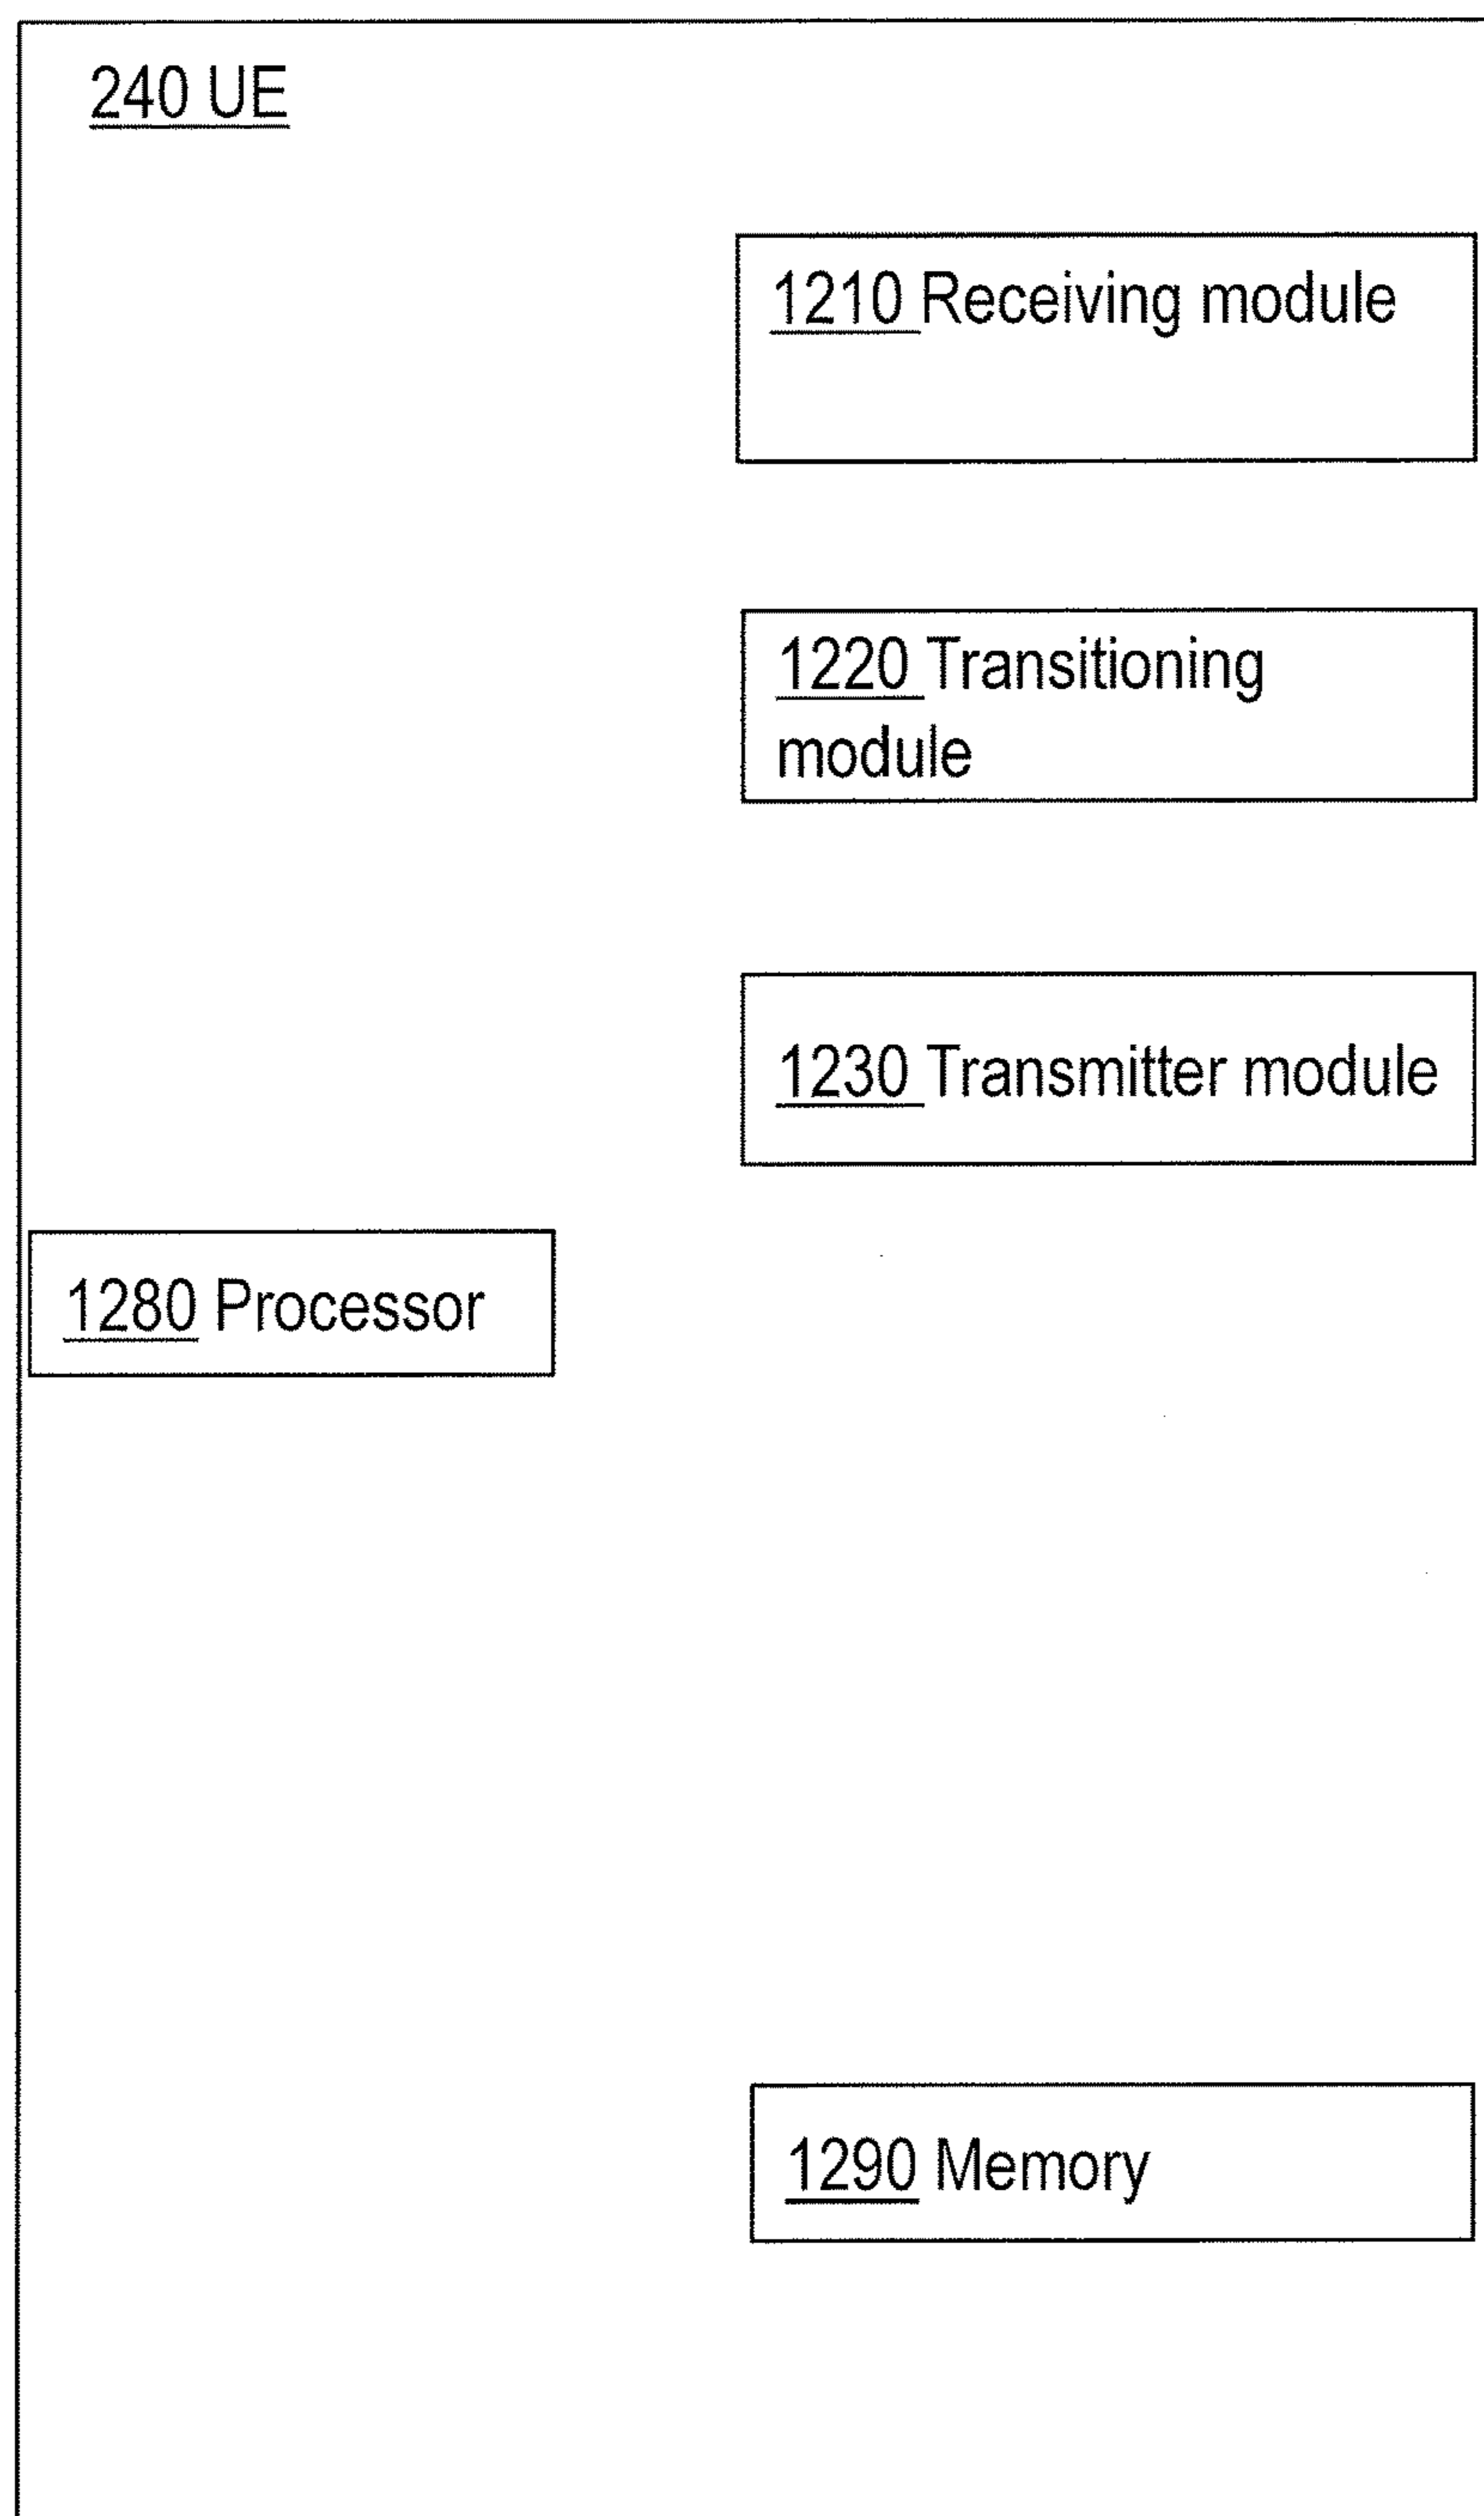 240 UE
1210 Receiving module
1220 Transitioning
module
1230 Transmitter module
1280 Processor
1290 Memory